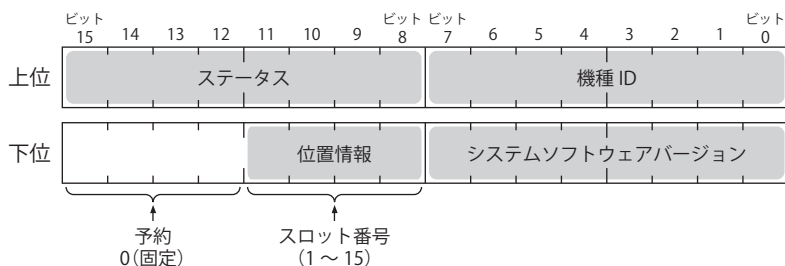 ビット ビット ビット ビット
15 14 13 12 11 10 9 8 7 6 5 4 3 2 1 0
上位 ステータス 機種 ID
下位 位置情報 システムソフトウェアバージョン
予約 スロット番号
0(固定) (1 ～ 15)